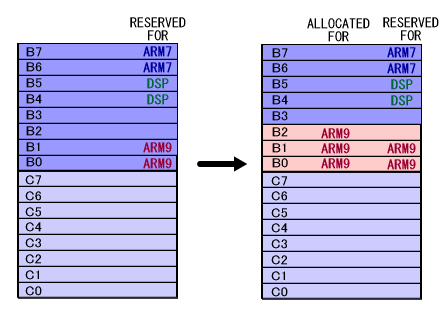 RESERVED
FOR
B7 ARM7
B6 ARM7
B5 DSP
B4 DSP
B3
B2
B1 ARM9
B0 ARM9
C7
C6
C5
C4
C3
C2
C1
C0
ALLOCATED RESERVED
FOR FOR
B7 ARM7
B6 ARM7
B5 DSP
B4 DSP
B3
B2 ARM9
B1 ARM9 ARM9
B0 ARM9 ARM9
C7
C6
C5
C4
C3
C2
C1
C0